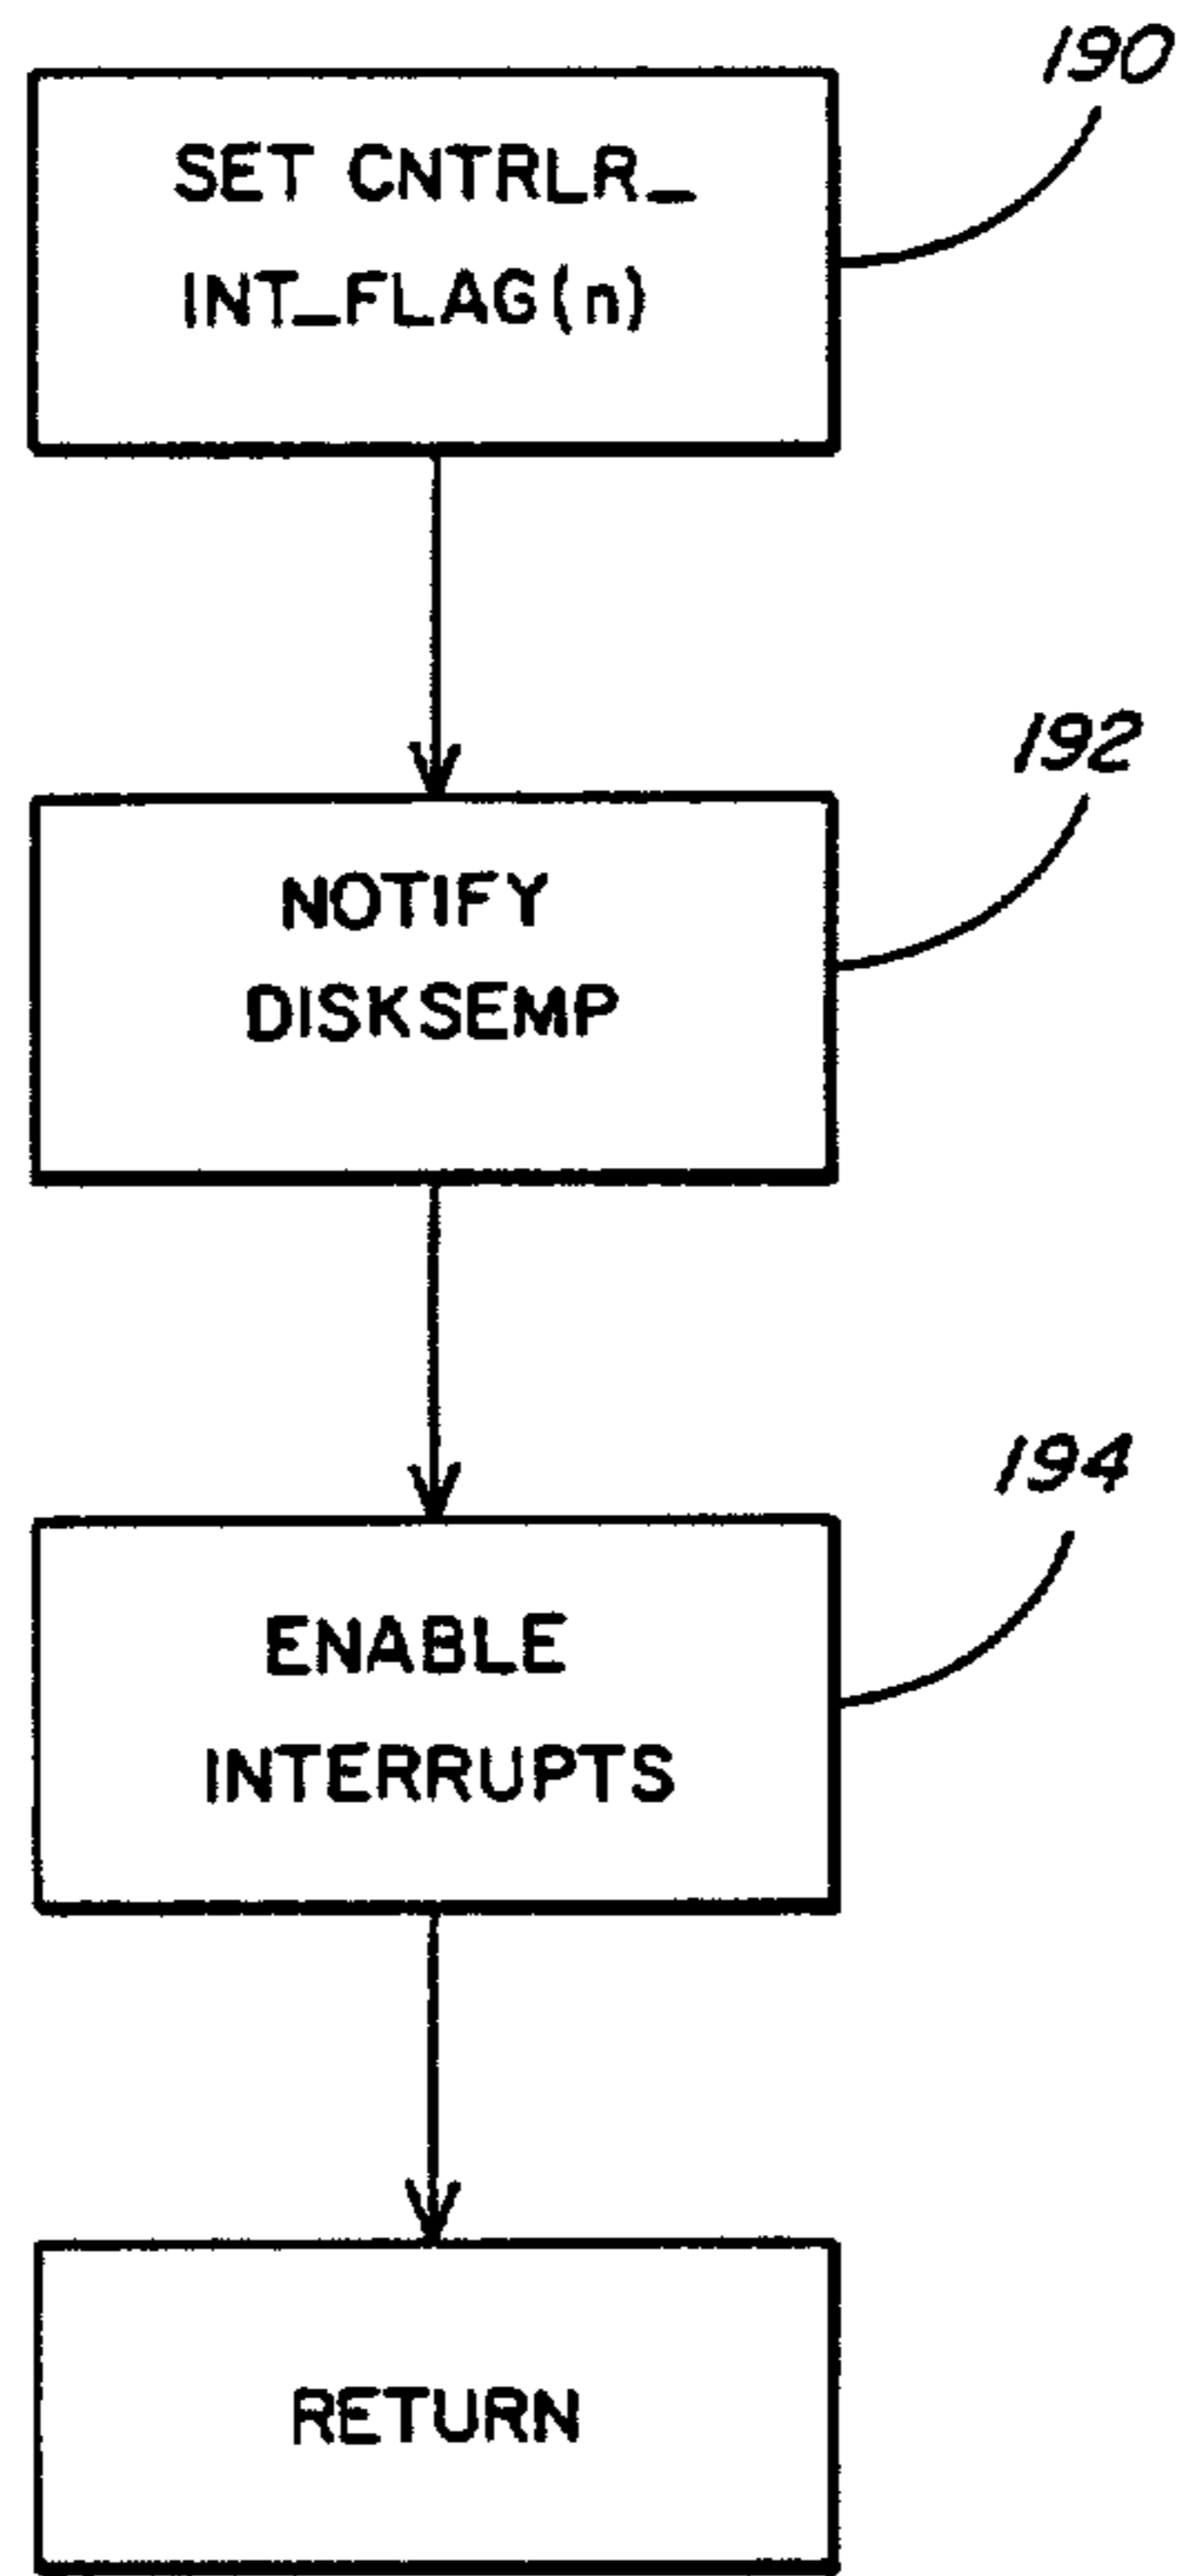 190
SET CNTRLR_
INT_FLAG(n)
192
NOTIFY
DISKSEMP
194
ENABLE
INTERRUPTS
RETURN